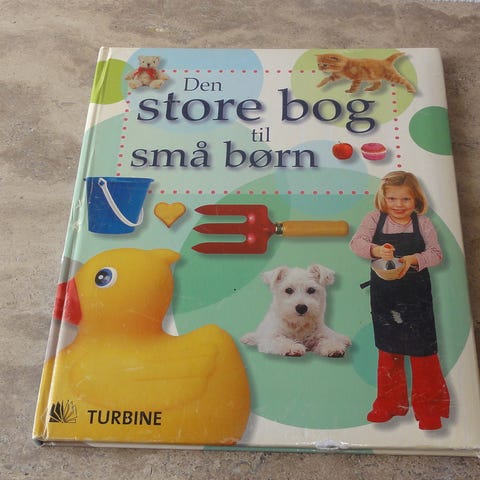 Den
store bog
til
små børn
TURBINE